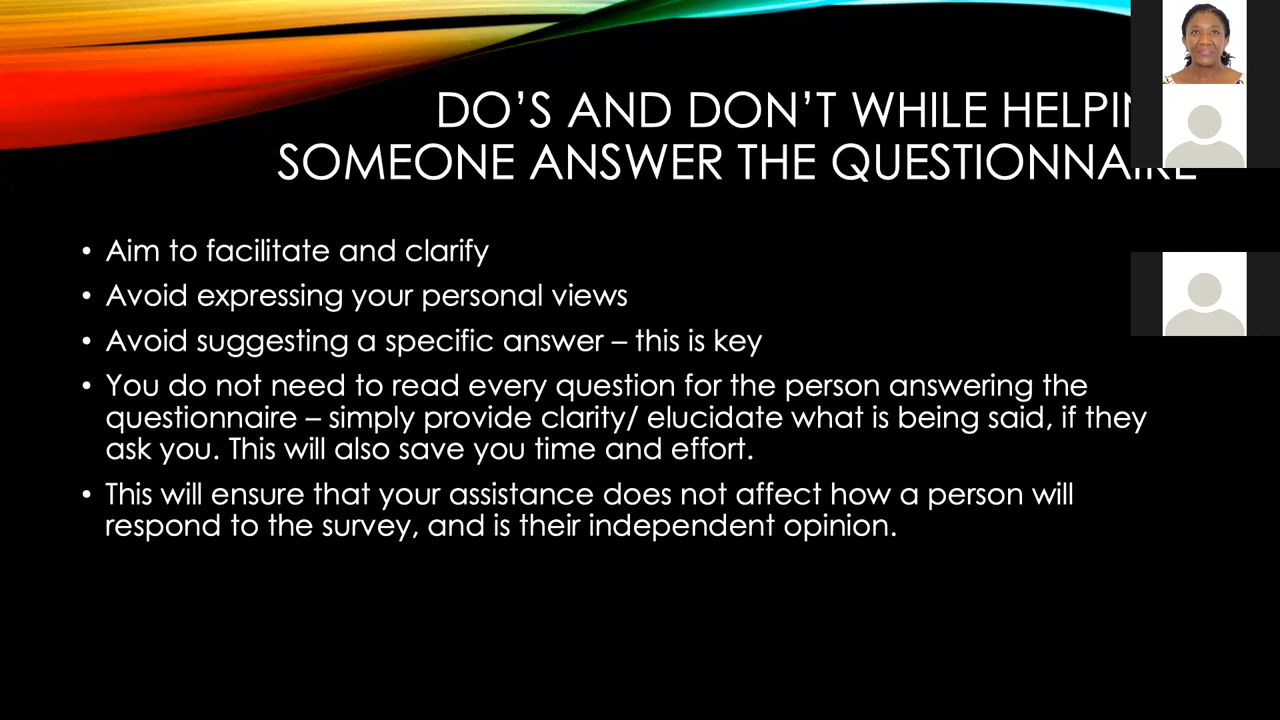 DO’S AND DON’T WHILE
SOMEONE ANSWER THE QUESTIONNAIRE
• Aim to facilitate and clarify
• Avoid expressing your personal views
• Avoid suggesting a specific answer – this is key
• You do not need to read every question for the person answering the
questionnaire – simply provide clarity/ elucidate what is being said, if they
ask you. This will also save you time and effort.
• This will ensure that your assistance does not affect how a person will
respond to the survey, and is their independent opinion.